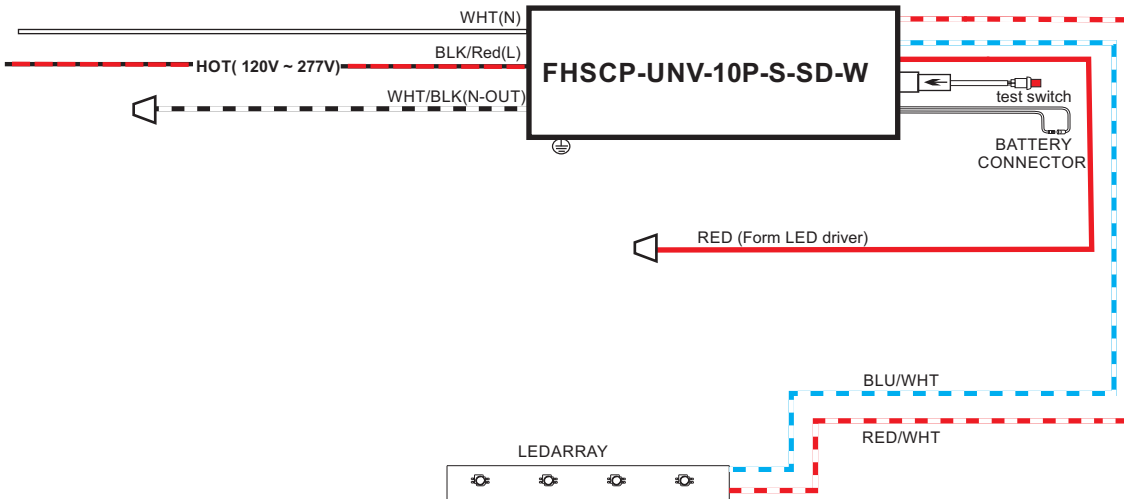 WHT(N)
BLK/Red(L)
HOT( 120V ~ 277V)
WHT/BLK(N-OUT)
FHSCP-UNV-10P-S-SD-W
test switch
BATTERY
CONNECTOR
RED (Form LED driver)
BLU/WHT
RED/WHT
LEDARRAY